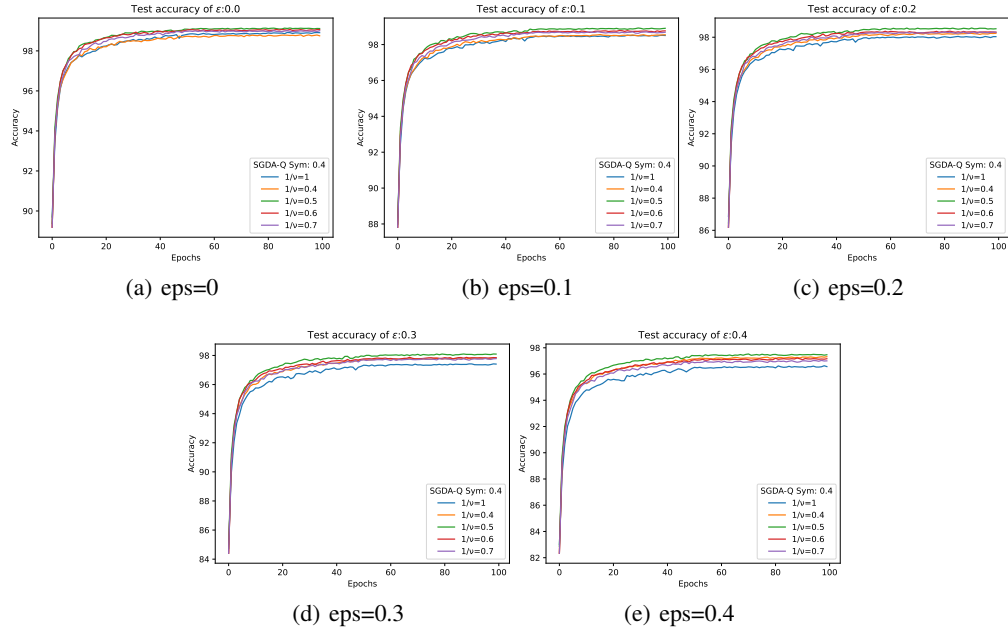 Test accuracy of ε:0.0
Accuracy
98
96
94
92
90
0
20
40
60
80
100
Epochs
SGDA-Q Sym: 0.4
1/ν=1
1/ν=0.4
1/ν=0.5
1/ν=0.6
1/ν=0.7
(a) eps=0
Test accuracy of ε:0.1
Accuracy
98
96
94
92
90
88
0
20
40
60
80
100
Epochs
SGDA-Q Sym: 0.4
1/ν=1
1/ν=0.4
1/ν=0.5
1/ν=0.6
1/ν=0.7
(b) eps=0.1
Test accuracy of ε:0.2
Accuracy
98
96
94
92
90
88
86
0
20
40
60
80
100
Epochs
SGDA-Q Sym: 0.4
1/ν=1
1/ν=0.4
1/ν=0.5
1/ν=0.6
1/ν=0.7
(c) eps=0.2
Test accuracy of ε:0.3
Accuracy
98
96
94
92
90
88
86
84
0
20
40
60
80
100
Epochs
SGDA-Q Sym: 0.4
1/ν=1
1/ν=0.4
1/ν=0.5
1/ν=0.6
1/ν=0.7
(d) eps=0.3
Test accuracy of ε:0.4
Accuracy
98
96
94
92
90
88
86
84
82
0
20
40
60
80
100
Epochs
SGDA-Q Sym: 0.4
1/ν=1
1/ν=0.4
1/ν=0.5
1/ν=0.6
1/ν=0.7
(e) eps=0.4